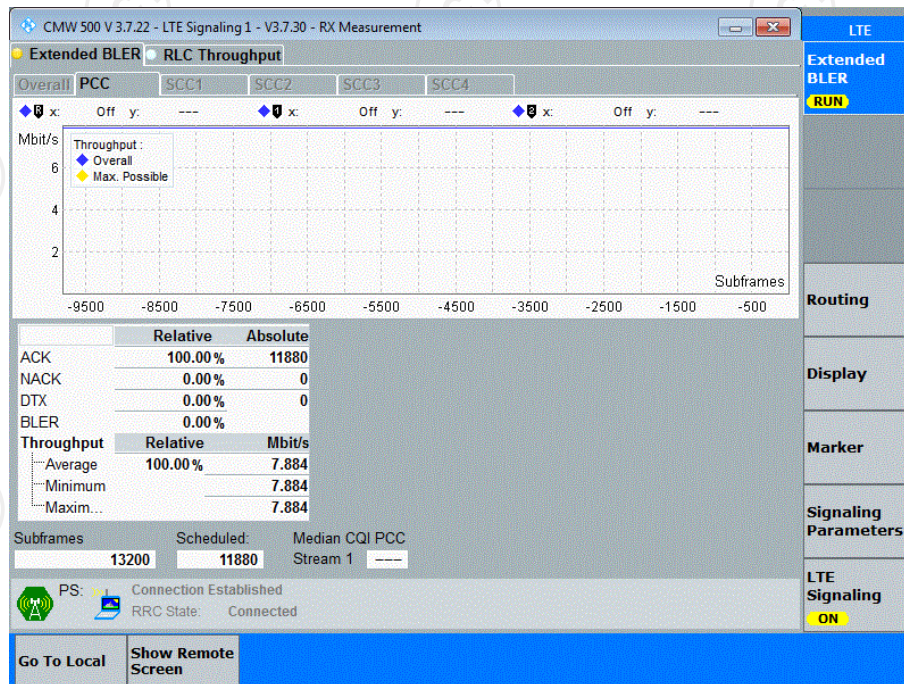 CMW 500 V 3.7.22 - LTE Signaling 1 - V3.7.30 - RX Measurement
LTE
Extended BLER RLC Throughput
Extended
BLER
RUN
Overall PCC SCC1 SCC2 SCC3 SCC4
R x: Off y: --- 1 x: Off y: --- 2 x: Off y: ---
Mbit/s
Throughput :
Overall
Max. Possible
6
4
2
Subframes
-9500 -8500 -7500 -6500 -5500 -4500 -3500 -2500 -1500 -500
Routing
Relative Absolute
ACK 100.00 % 11880
NACK 0.00 % 0
DTX 0.00 % 0
BLER 0.00 %
Throughput Relative Mbit/s
Average 100.00 % 7.884
Minimum 7.884
Maxim... 7.884
Display
Marker
Signaling
Parameters
Subframes Scheduled: Median CQI PCC
13200 11880 Stream 1 ---
PS: Connection Established
RRC State: Connected
LTE
Signaling
ON
Go To Local
Show Remote
Screen